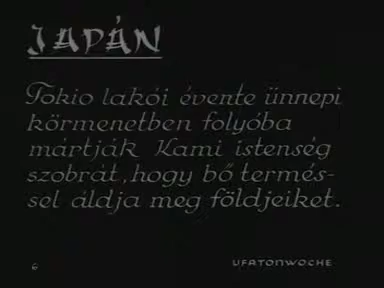 JAPÁN
Tokio lakói évente ünnepi
körmenetben folyóba
mártják Kami istenség
szobrát, hogy bő termés-
sel áldja meg földjeiket.
6
UFATONWOCHE